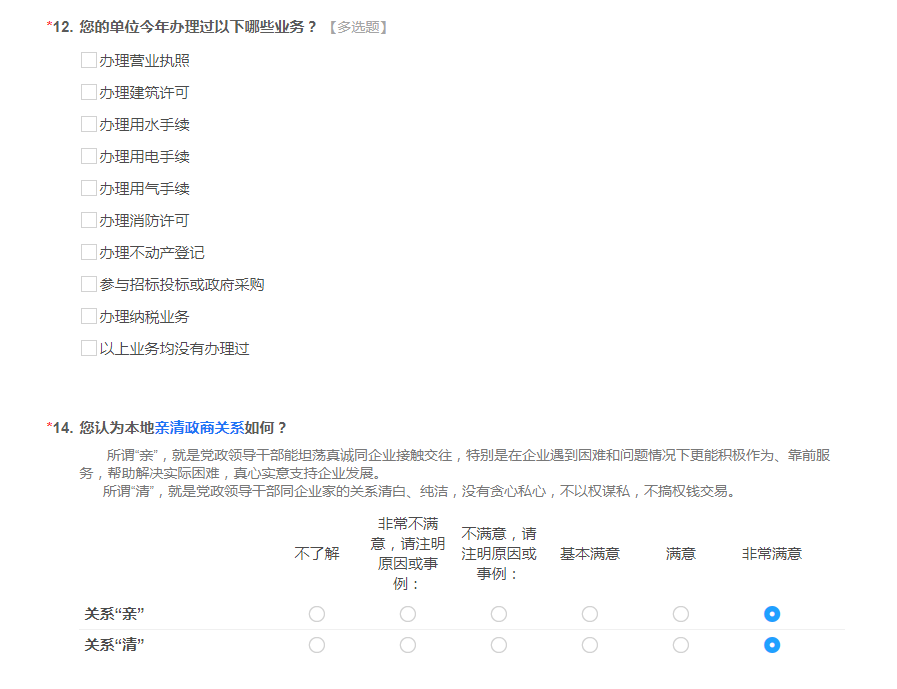 *12. 您的单位今年办理过以下哪些业务？ 【多选题】
办理营业执照
办理建筑许可
办理用水手续
办理用电手续
办理用气手续
办理消防许可
办理不动产登记
参与招标投标或政府采购
办理纳税业务
以上业务均没有办理过
*14. 您认为本地亲清政商关系如何？
所谓“亲”，就是党政领导干部能坦荡真诚同企业接触交往，特别是在企业遇到困难和问题情况下更能积极作为、靠前服
务，帮助解决实际困难，真心实意支持企业发展。
所谓“清”，就是党政领导干部同企业家的关系清白、纯洁，没有贪心私心，不以权谋私，不搞权钱交易。
不了解
非常不满
意，请注明
原因或事
例：
不满意，请
注明原因或
事例：
基本满意
满意
非常满意
关系“亲”
关系“清”